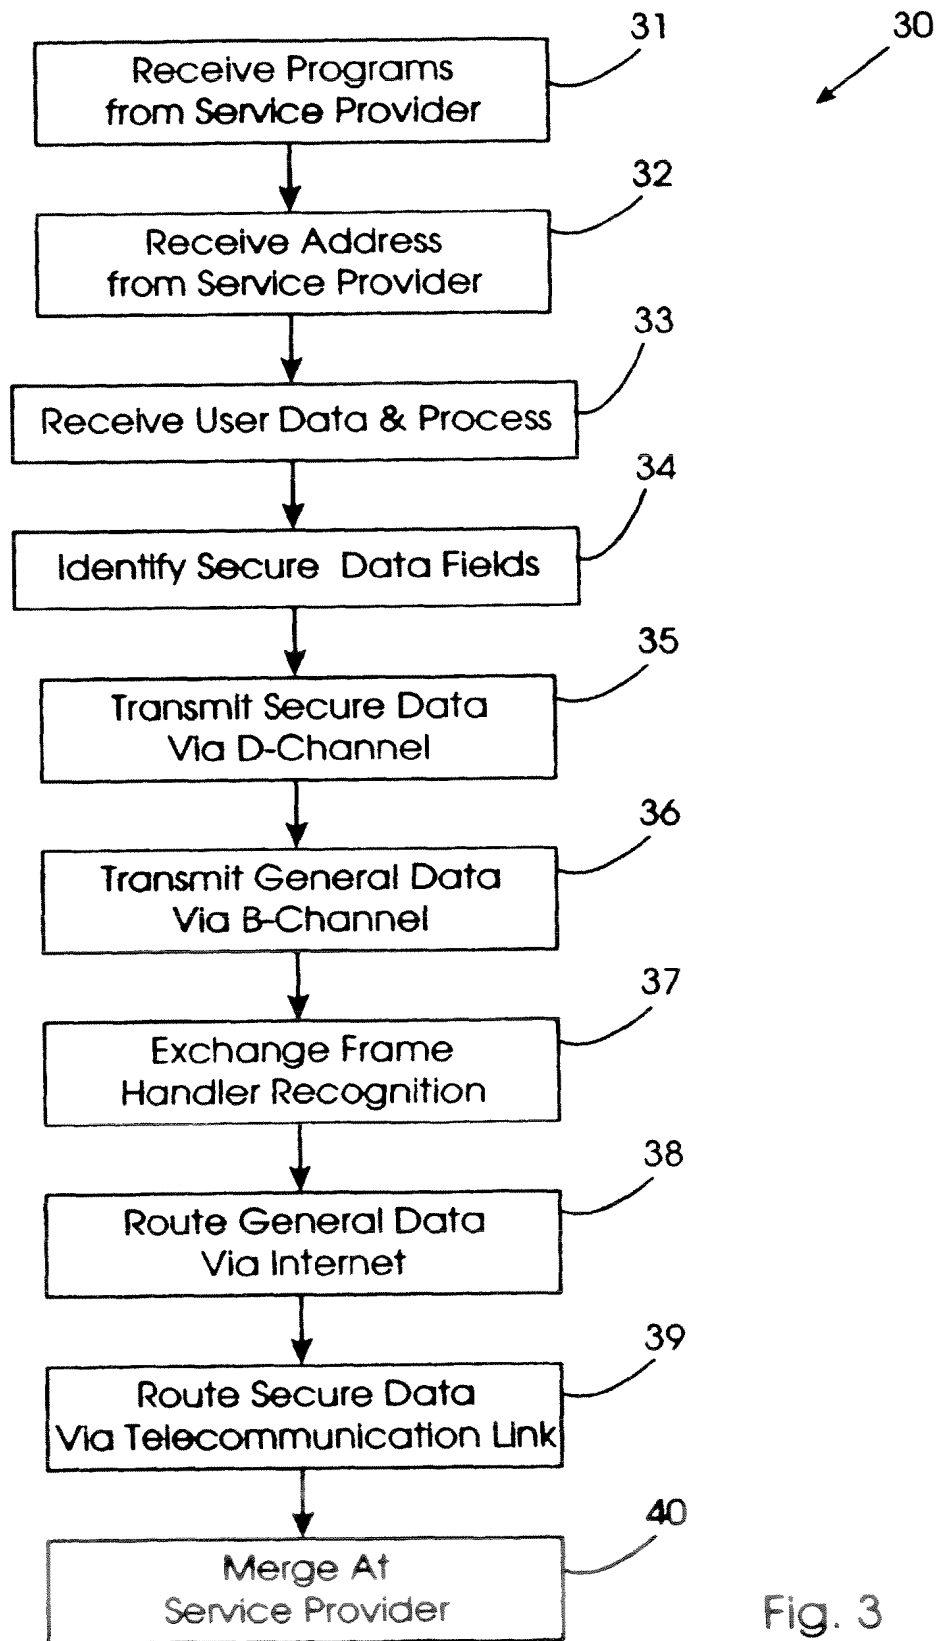 30
31
Receive Programs
from Service Provider
32
Receive Address
from Service Provider
33
Receive User Data & Process
34
Identify Secure Data Fields
35
Transmit Secure Data
Via D-Channel
36
Transmit General Data
Via B-Channel
37
Exchange Frame
Handler Recognition
38
Route General Data
Via Internet
39
Route Secure Data
Via Telecommunication Link
40
Merge At
Service Provider
Fig. 3